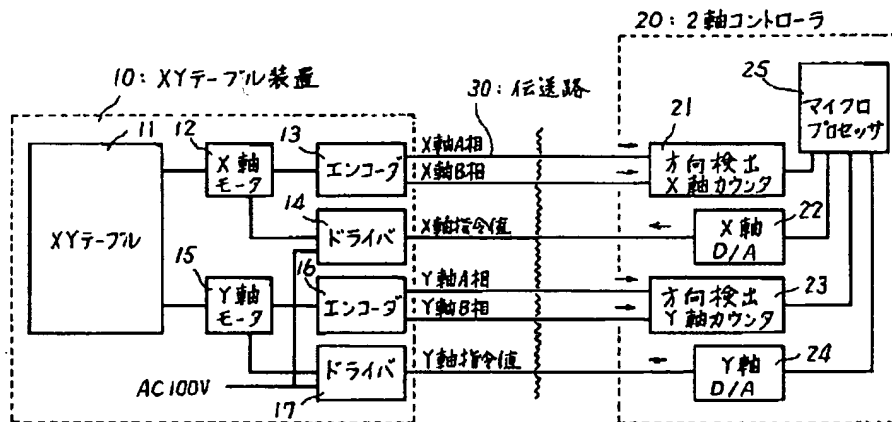 20: 2軸コントローラ
10: XYテーブル装置
30: 伝送路
25
マイクロ
プロセッサ
11
12
13
21
X軸A相
X軸B相
X軸
モータ
エンコーダ
方向検出
X軸カウンタ
14
22
XYテーブル
ドライバ
X軸指令値
X軸
D/A
15
16
Y軸A相
Y軸B相
Y軸
モータ
エンコーダ
方向検出
Y軸カウンタ
23
ドライバ
Y軸指令値
Y軸
D/A
24
AC100V
17